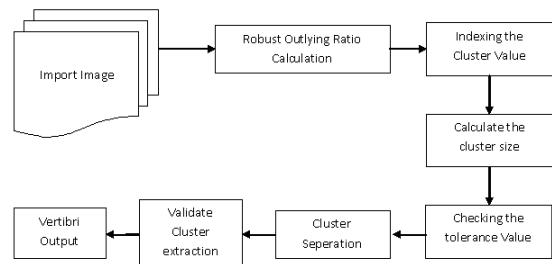 Import Image
Robust Outlying Ratio
Calculation
Indexing the
Cluster Value
Calculate the
cluster size
Checking the
tolerance Value
Cluster
Seperation
Validate
Cluster
extraction
Vertibri
Output